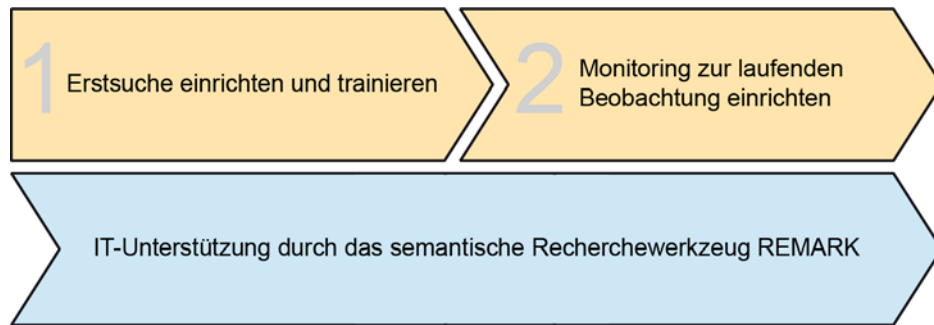 1
Erstsuche einrichten und trainieren
2
Monitoring zur laufenden
Beobachtung einrichten
IT-Unterstützung durch das semantische Recherchewerkzeug REMARK